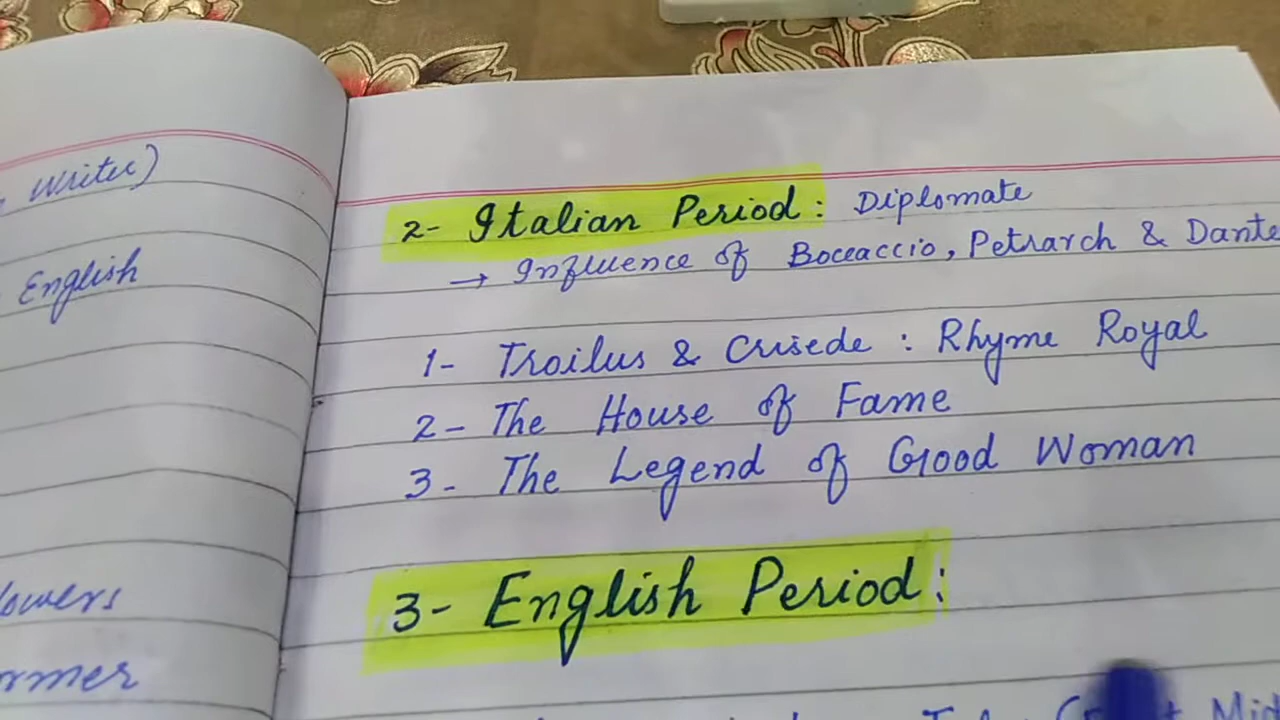 Writer)
English
lowers
rmer
2- Italian Period: Diplomate
→ Influence of Boccaccio, Petrarch & Dante
1- Troilus & Crisede : Rhyme Royal
2- The House of Fame
3- The Legend of Good Woman
3- English Period: